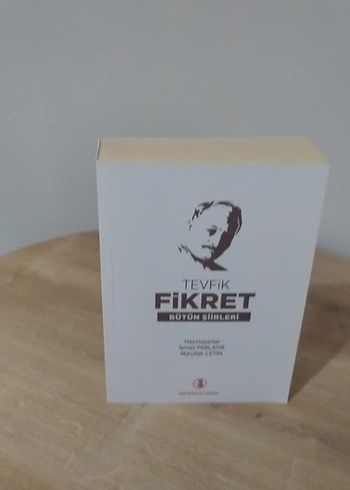 TEVFİK
FİKRET
BÜTÜN ŞİİRLERİ
Hazırlayanlar
İsmail PARLATIR
Nurullah ÇETİN